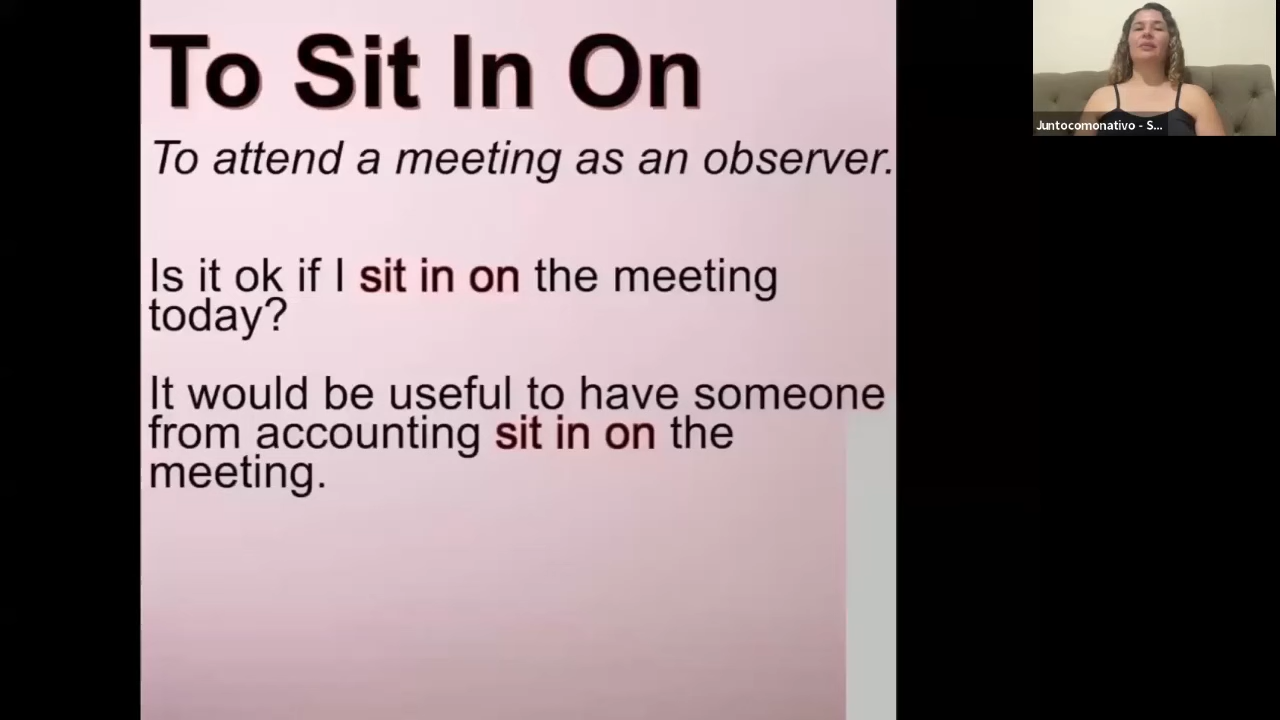 To Sit In On
To attend a meeting as an observer.
Is it ok if I sit in on the meeting
today?
It would be useful to have someone
from accounting sit in on the
meeting.
Juntocomonativo - S...